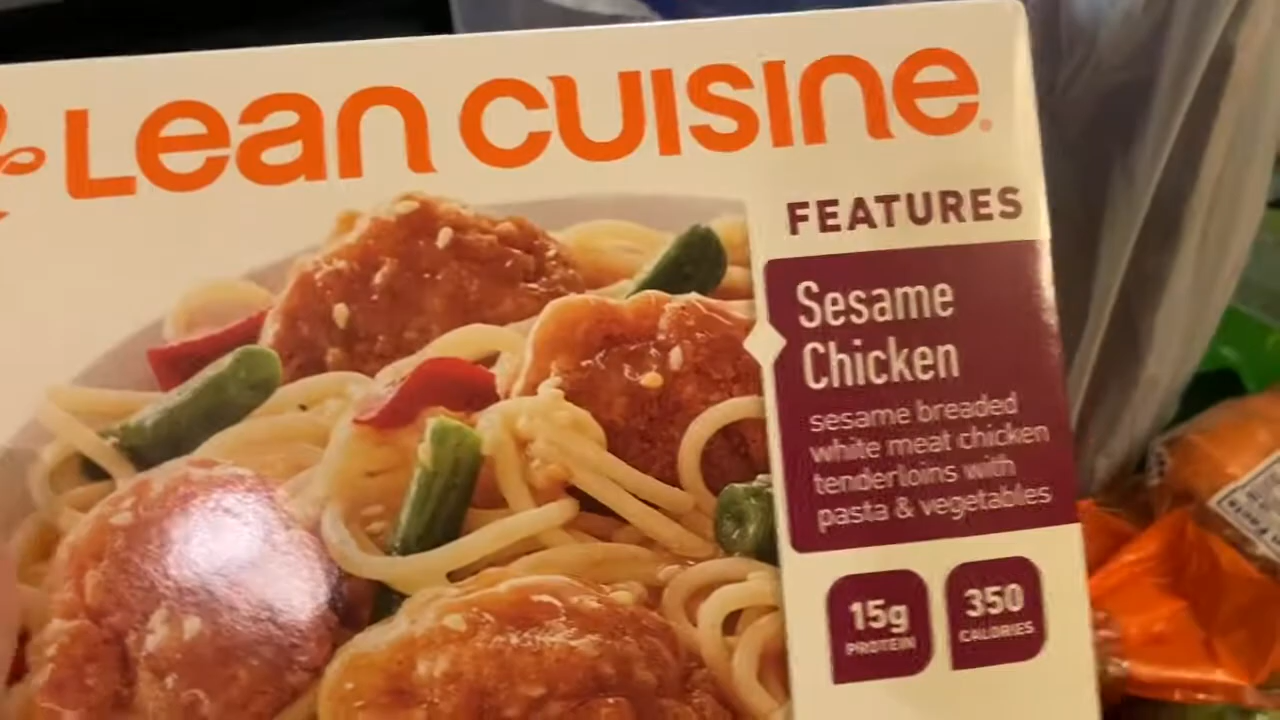 LEAN CUISINE®
FEATURES
Sesame
Chicken
sesame breaded
white meat chicken
tenderloins with
pasta & vegetables
15g
PROTEIN
350
CALORIES